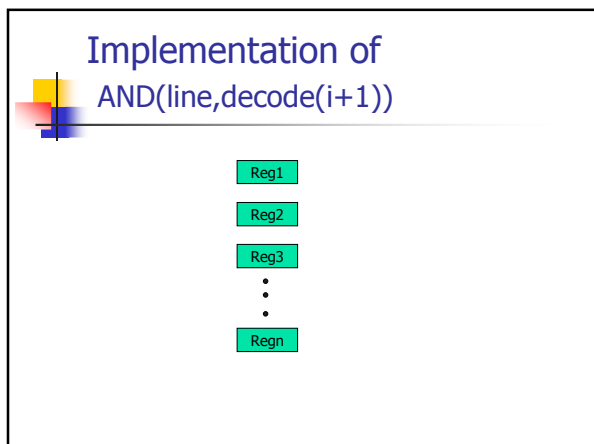 Implementation of
AND(line,decode(i+1))
Reg1
Reg2
Reg3
Regn